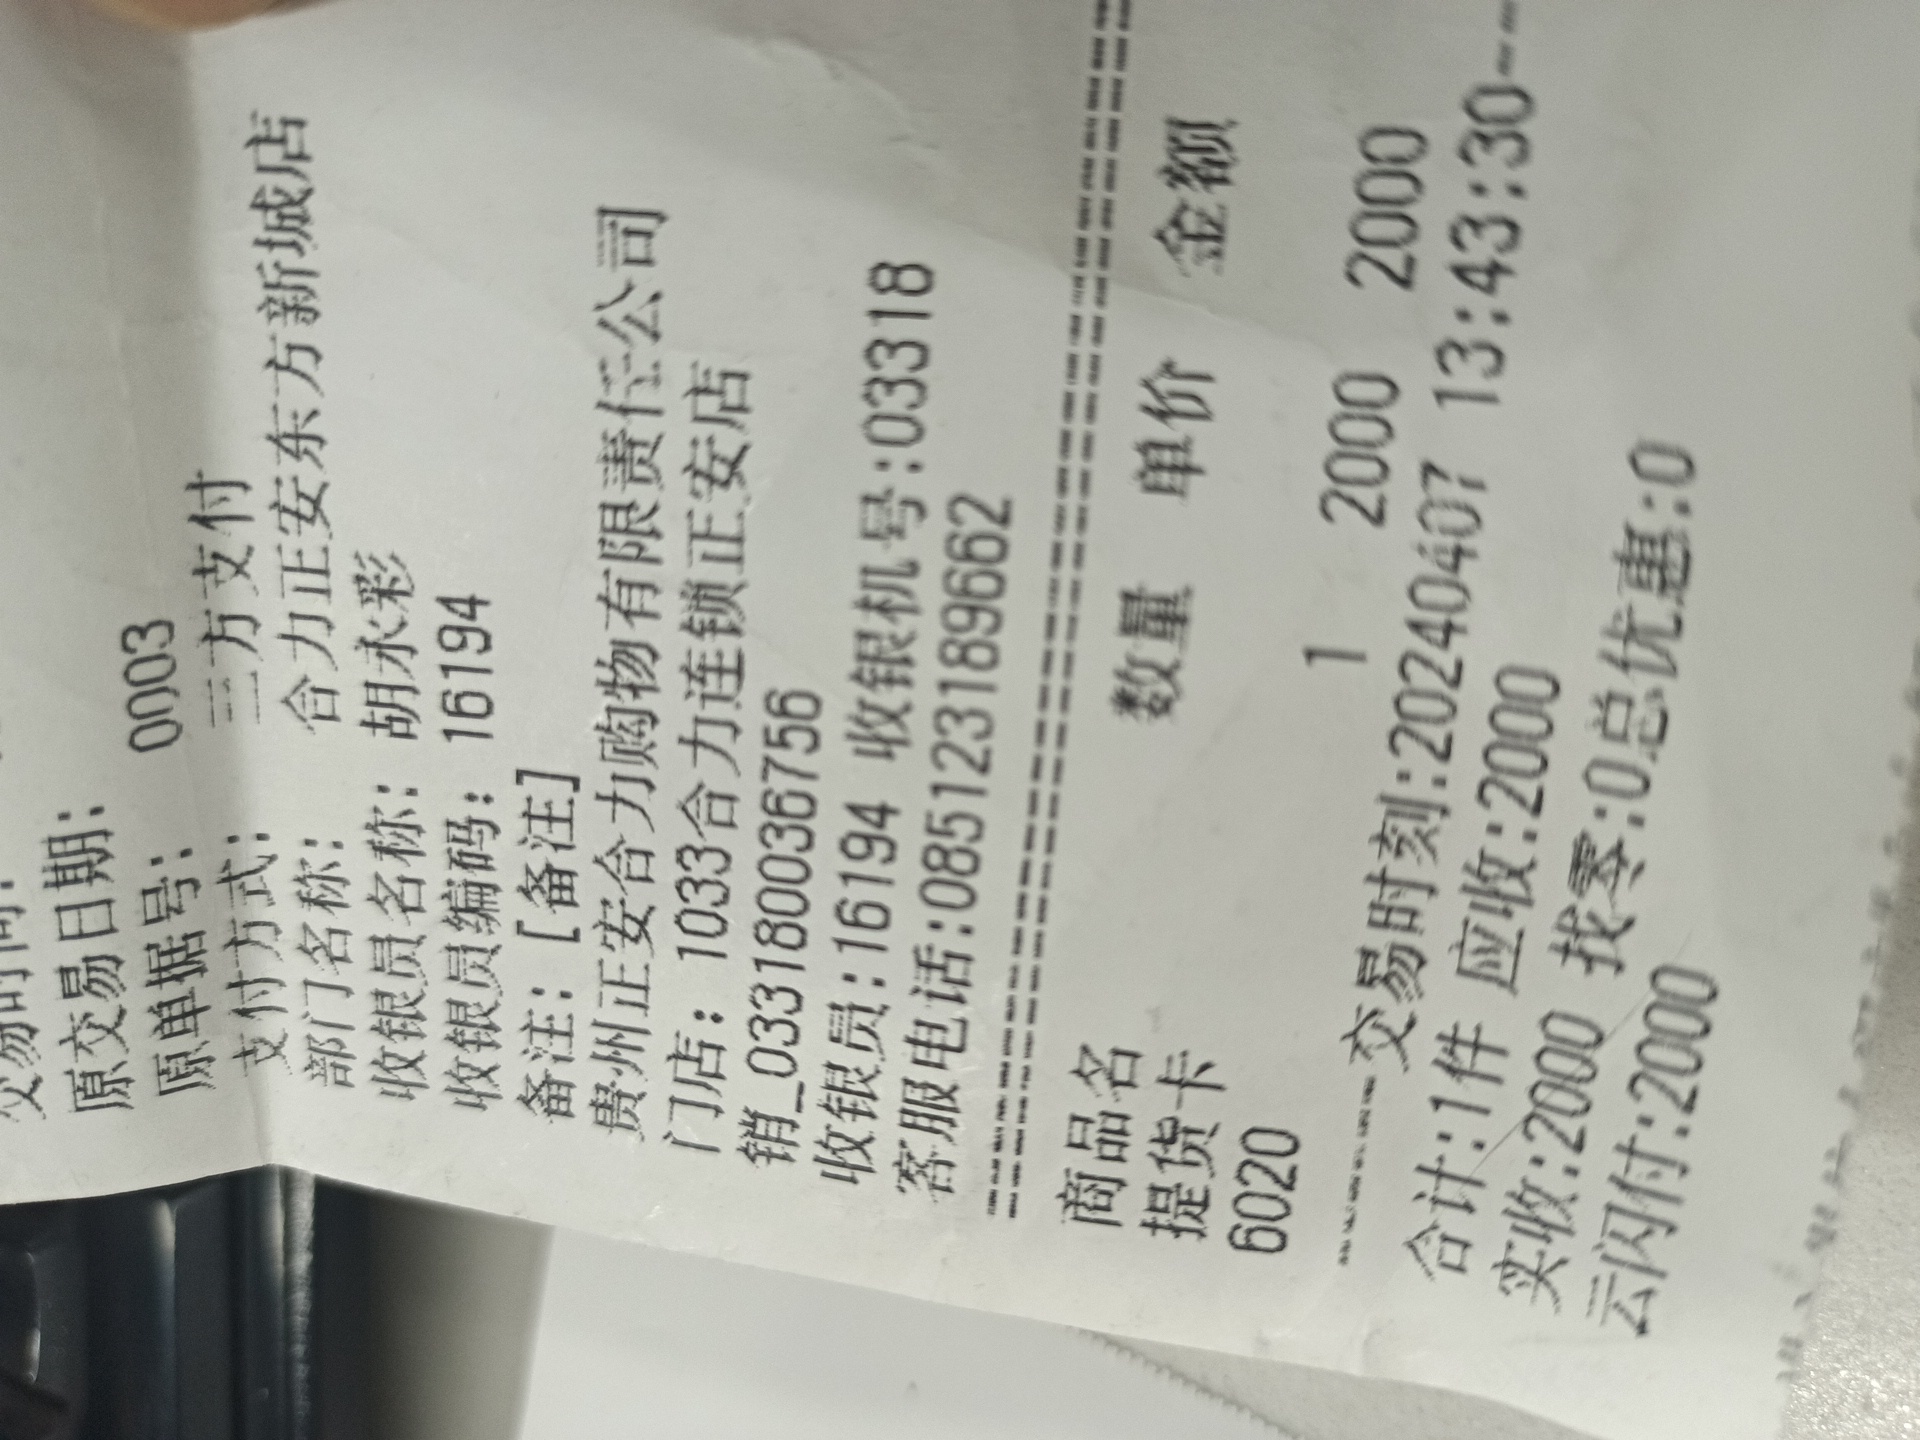 交易时间:
原交易日期:
原单据号: 0003
支付方式: 三方支付
部门名称: 合力正安东方新城店
收银员名称: 胡永彩
收银员编码: 16194
备注: [备注]
贵州正安合力购物有限责任公司
门店: 1033合力连锁正安店
销_0331800036756
收银员:16194 收银机号:03318
客服电话:085123189662
================================
商品名 数量 单价 金额
提货卡
6020 1 2000 2000
-----交易时刻:20240407 13:43:30---
合计:1件 应收:2000
实收:2000 找零:0总优惠:0
云闪付:2000